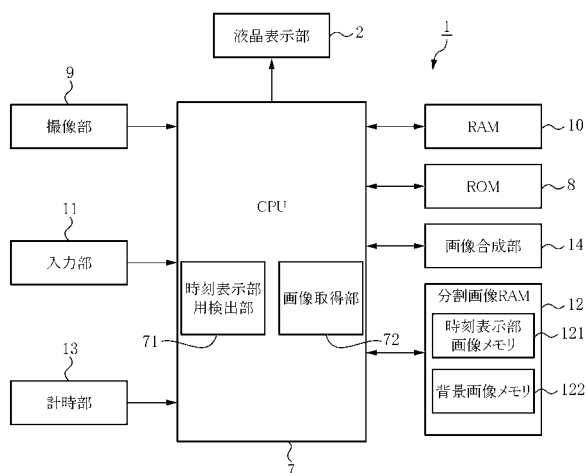 液晶表示部
2
1
9
撮像部
RAM
10
ROM
8
CPU
11
入力部
画像合成部
14
時刻表示部
用検出部
71
画像取得部
72
分割画像RAM
12
時刻表示部
画像メモリ
121
背景画像メモリ
122
13
計時部
7